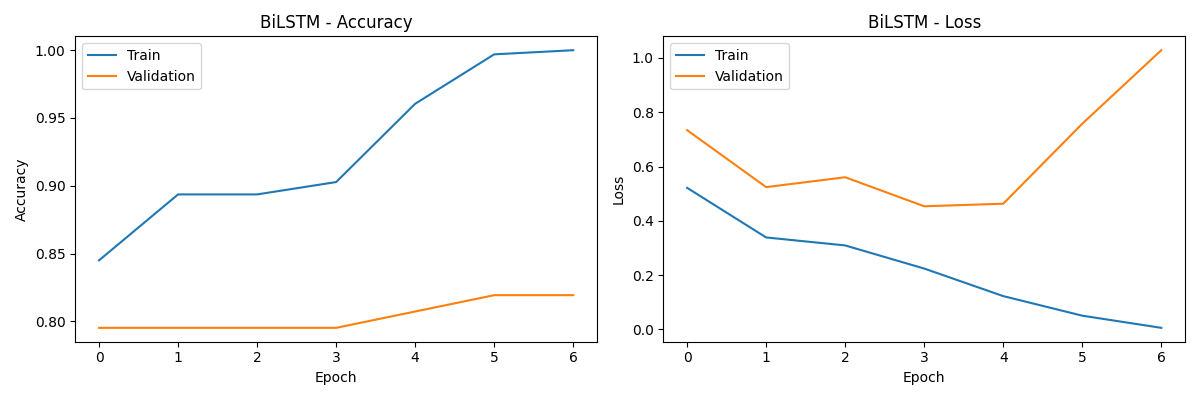 BiLSTM - Accuracy
Train
Validation
1.00
0.95
0.90
0.85
0.80
Accuracy
0 1 2 3 4 5 6
Epoch
BiLSTM - Loss
Train
Validation
1.0
0.8
0.6
0.4
0.2
0.0
Loss
0 1 2 3 4 5 6
Epoch